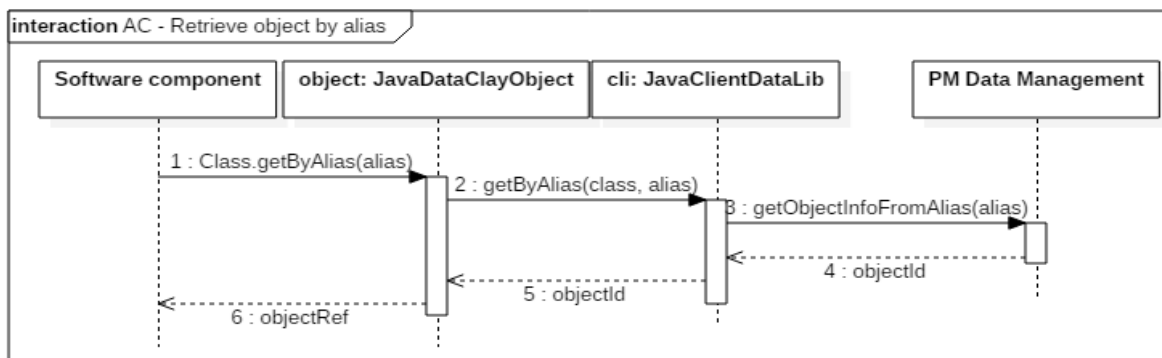 interaction AC - Retrieve object by alias
Software component
object: JavaDataClayObject
cli: JavaClientDataLib
PM Data Management
1 : Class.getByAlias(alias)
2 : getByAlias(class, alias)
3 : getObjectInfoFromAlias(alias)
4 : objectId
5 : objectId
6 : objectRef